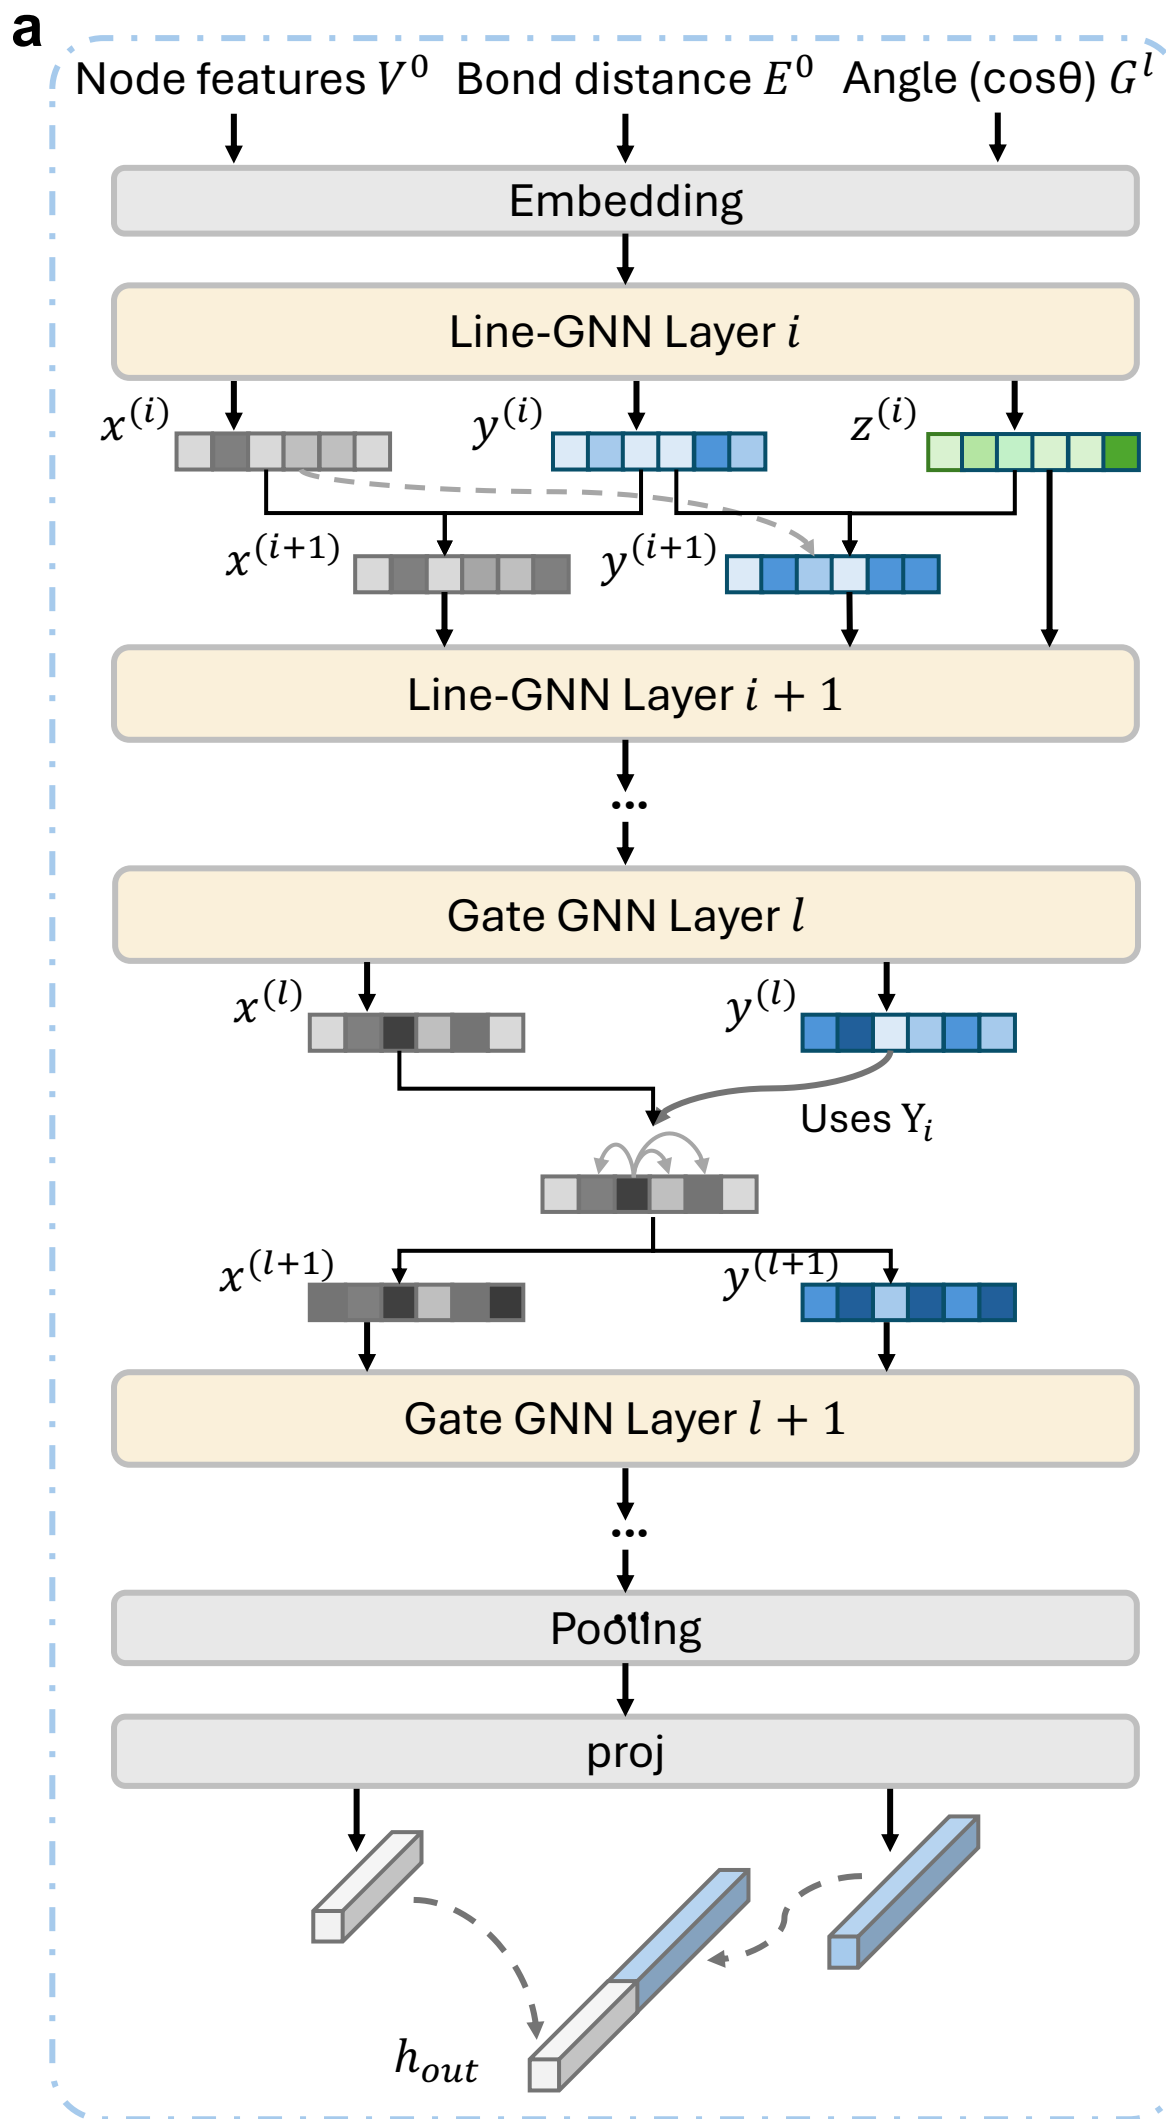 a
Node features V⁰ Bond distance E⁰ Angle (cosθ) Gˡ
Embedding
Line-GNN Layer i
x⁽ⁱ⁾ y⁽ⁱ⁾ z⁽ⁱ⁾
x⁽ⁱ⁺¹⁾ y⁽ⁱ⁺¹⁾
Line-GNN Layer i + 1
...
Gate GNN Layer l
x⁽ˡ⁾ y⁽ˡ⁾
Uses Yᵢ
x⁽ˡ⁺¹⁾ y⁽ˡ⁺¹⁾
Gate GNN Layer l + 1
...
...
Pooling
proj
h_out